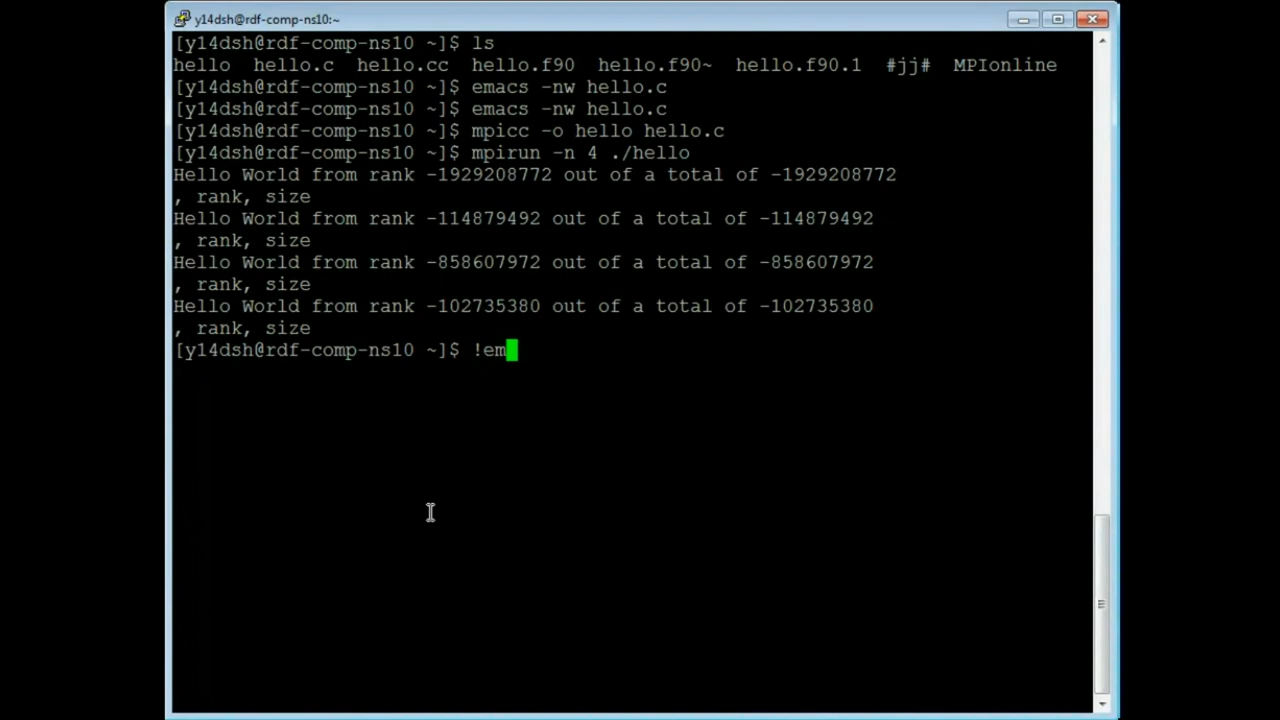 y14dsh@rdf-comp-ns10:~
[y14dsh@rdf-comp-ns10 ~]$ ls
hello  hello.c  hello.cc  hello.f90  hello.f90~  hello.f90.1  #jj#  MPIonline
[y14dsh@rdf-comp-ns10 ~]$ emacs -nw hello.c
[y14dsh@rdf-comp-ns10 ~]$ emacs -nw hello.c
[y14dsh@rdf-comp-ns10 ~]$ mpicc -o hello hello.c
[y14dsh@rdf-comp-ns10 ~]$ mpirun -n 4 ./hello
Hello World from rank -1929208772 out of a total of -1929208772
, rank, size
Hello World from rank -114879492 out of a total of -114879492
, rank, size
Hello World from rank -858607972 out of a total of -858607972
, rank, size
Hello World from rank -102735380 out of a total of -102735380
, rank, size
[y14dsh@rdf-comp-ns10 ~]$ !em